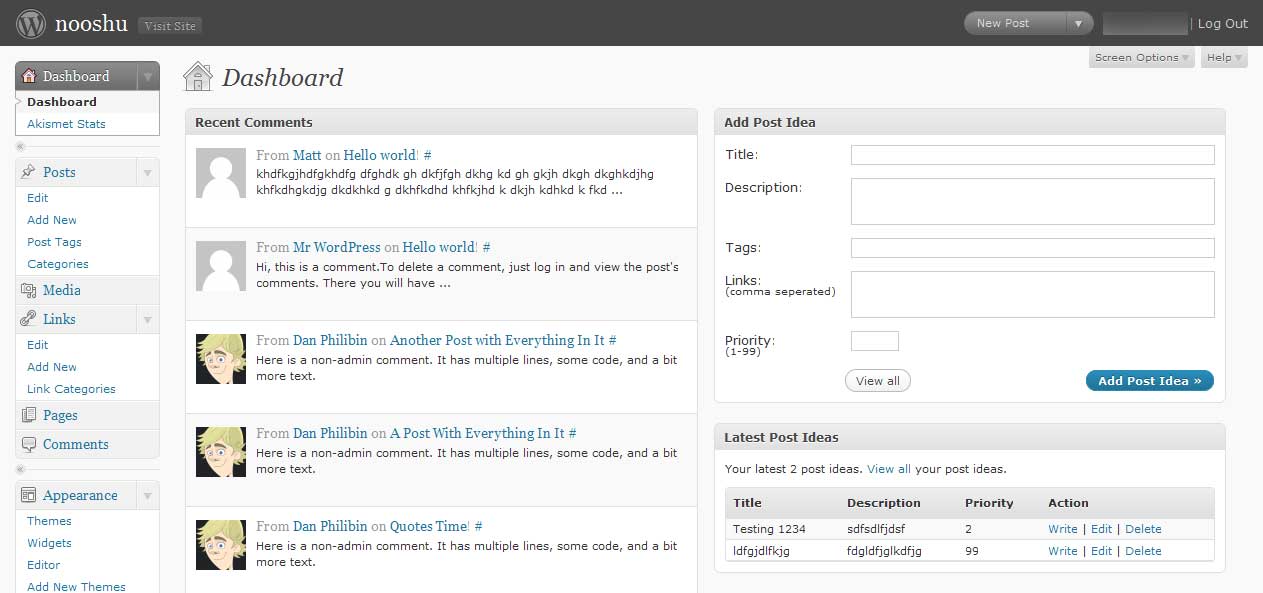 nooshu Visit Site
New Post
| Log Out
Screen Options
Help
Dashboard
Dashboard
Akismet Stats
Posts
Edit
Add New
Post Tags
Categories
Media
Links
Edit
Add New
Link Categories
Pages
Comments
Appearance
Themes
Widgets
Editor
Add New Themes
Dashboard
Recent Comments
From Matt on Hello world! #
khdfkgjhdfgkhdfg dfghdk gh dkfjfgh dkhg kd gh gkjh dkgh dkghkdjhg
khfkdhgkdjg dkdkhkd g dkhfkdhd khfkjhd k dkjh kdhkd k fkd ...
From Mr WordPress on Hello world! #
Hi, this is a comment.To delete a comment, just log in and view the post's
comments. There you will have ...
From Dan Philibin on Another Post with Everything In It #
Here is a non-admin comment. It has multiple lines, some code, and a bit
more text.
From Dan Philibin on A Post With Everything In It #
Here is a non-admin comment. It has multiple lines, some code, and a bit
more text.
From Dan Philibin on Quotes Time! #
Here is a non-admin comment. It has multiple lines, some code, and a bit
more text.
Add Post Idea
Title:
Description:
Tags:
Links:
(comma seperated)
Priority:
(1-99)
View all
Add Post Idea »
Latest Post Ideas
Your latest 2 post ideas. View all your post ideas.
Title Description Priority Action
Testing 1234 sdfsdlfjdsf 2 Write | Edit | Delete
ldfgjdlfkjg fdgldfjglkdfjg 99 Write | Edit | Delete